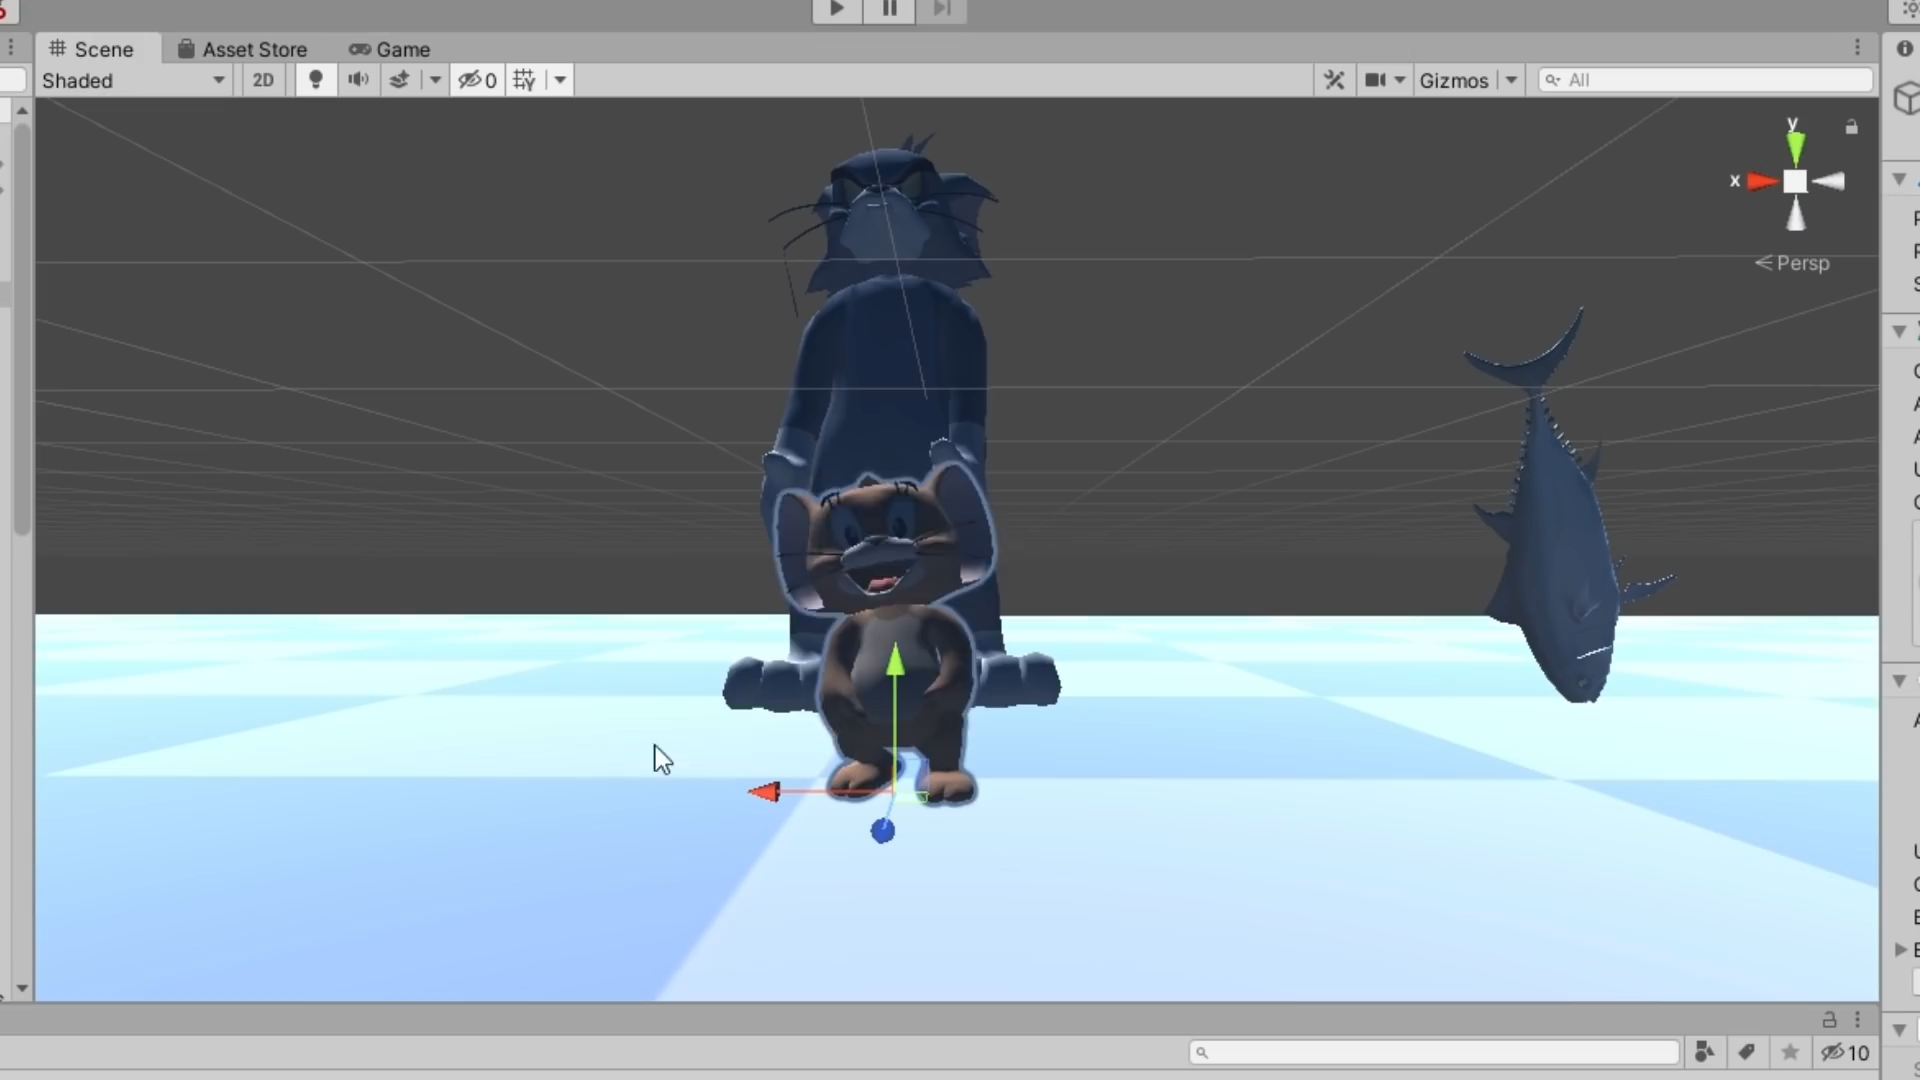 Scene
Asset Store
Game
Shaded
2D
0
Gizmos
All
y
x
Persp
10